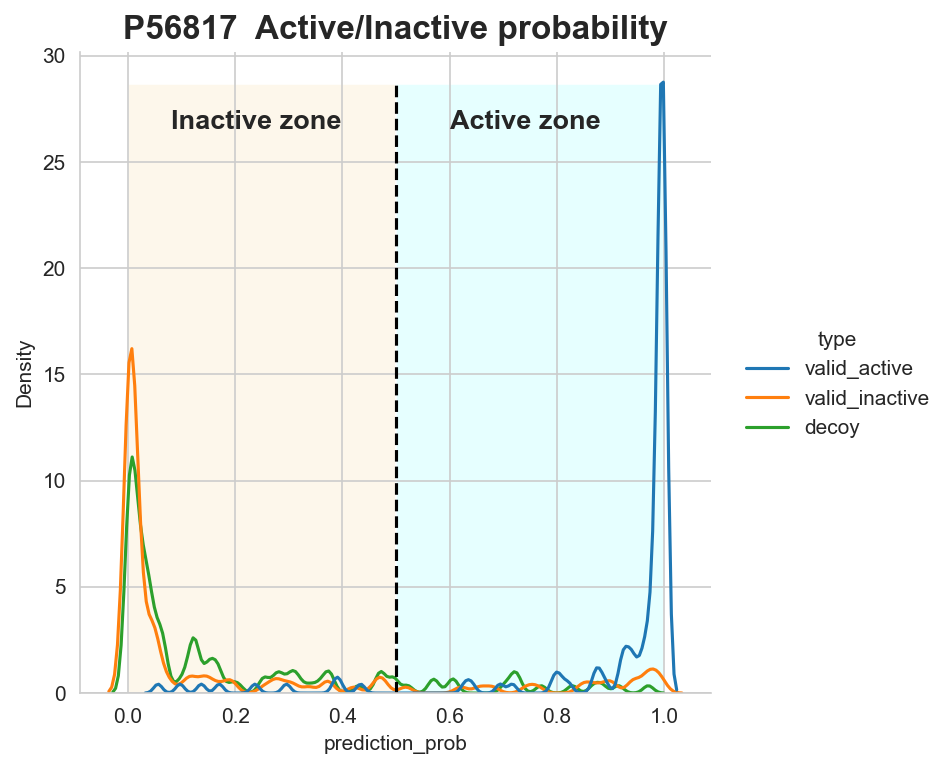 P56817 Active/Inactive probability
30
Inactive zone
Active zone
25
20
15
10
5
0
Density
0.0
0.2
0.4
0.6
0.8
1.0
prediction_prob
type
valid_active
valid_inactive
decoy